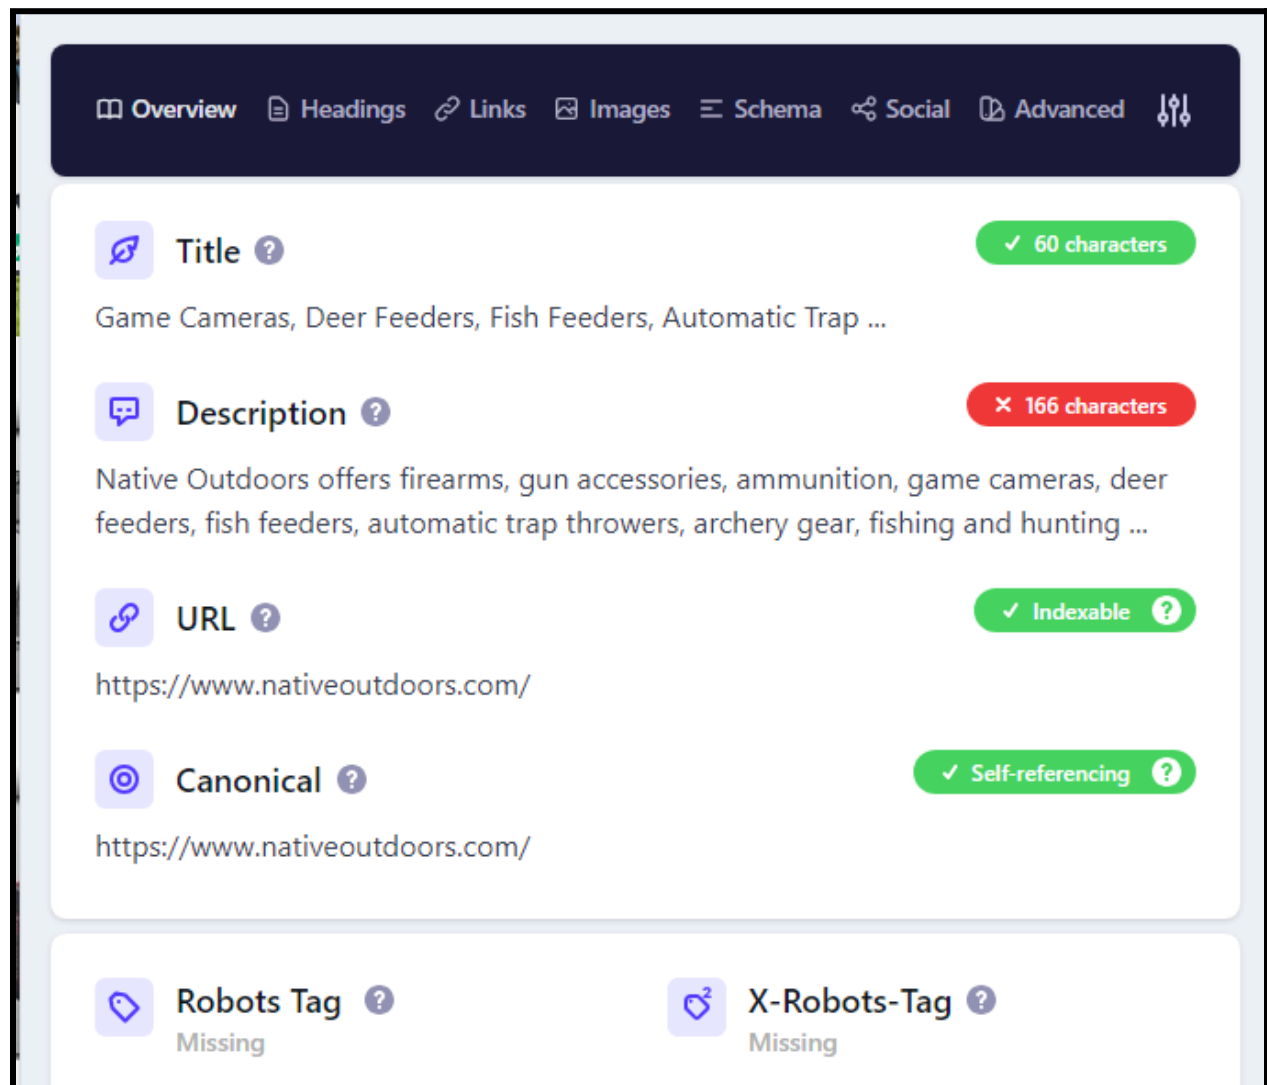 Overview Headings Links Images Schema Social Advanced
Title ? ✓ 60 characters
Game Cameras, Deer Feeders, Fish Feeders, Automatic Trap ...
Description ? ✕ 166 characters
Native Outdoors offers firearms, gun accessories, ammunition, game cameras, deer
feeders, fish feeders, automatic trap throwers, archery gear, fishing and hunting ...
URL ? ✓ Indexable ?
https://www.nativeoutdoors.com/
Canonical ? ✓ Self-referencing ?
https://www.nativeoutdoors.com/
Robots Tag ? X-Robots-Tag ?
Missing Missing